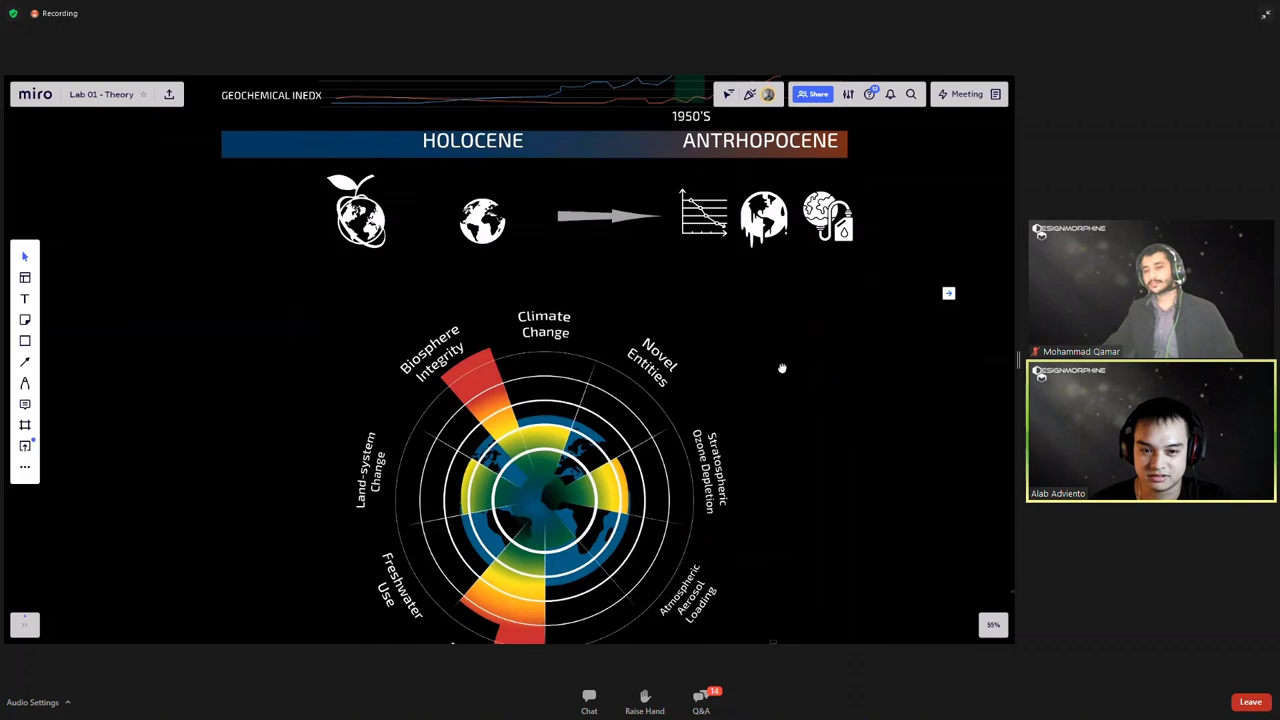 Recording
miro
Lab 01 - Theory
GEOCHEMICAL INEDX
Share
13
Meeting
1950'S
HOLOCENE
ANTRHOPOCENE
Climate
Change
Biosphere
Integrity
Novel
Entities
Land-system
Change
Stratospheric
Ozone Depletion
Freshwater
Use
Atmospheric
Aerosol
Loading
55%
DESIGNMORPHINE
Mohammad Qamar
DESIGNMORPHINE
Alab Adviento
Audio Settings
Chat
Raise Hand
14
Q&A
Leave